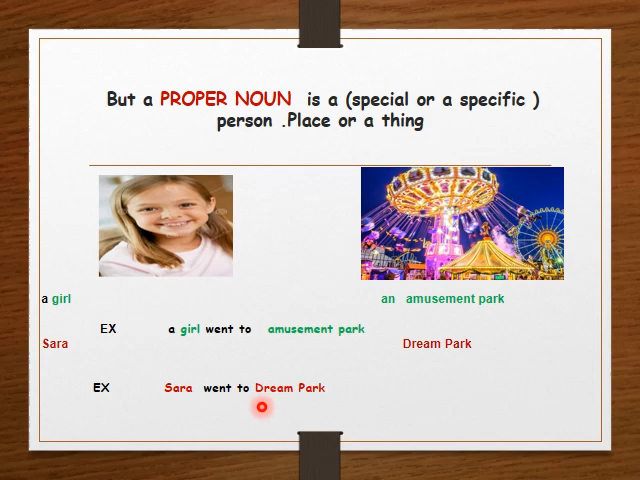 But a PROPER NOUN is a (special or a specific )
person .Place or a thing
a girl
an amusement park
EX a girl went to amusement park
Sara
Dream Park
EX Sara went to Dream Park